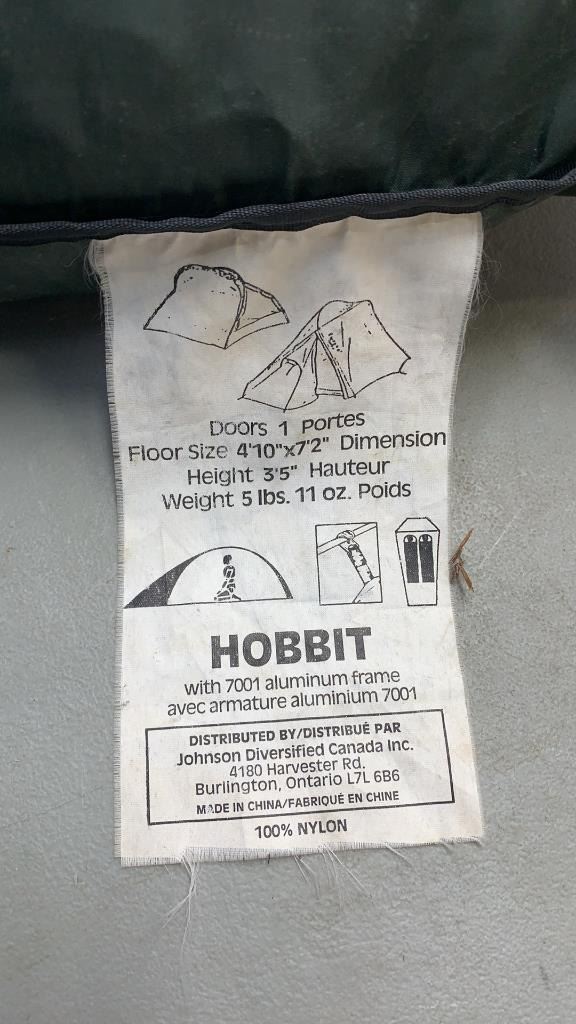 Doors 1 Portes
Floor Size 4'10"x7'2" Dimension
Height 3'5" Hauteur
Weight 5 lbs. 11 oz. Poids
HOBBIT
with 7001 aluminum frame
avec armature aluminium 7001
DISTRIBUTED BY/DISTRIBUÉ PAR
Johnson Diversified Canada Inc.
4180 Harvester Rd.
Burlington, Ontario L7L 6B6
MADE IN CHINA/FABRIQUÉ EN CHINE
100% NYLON